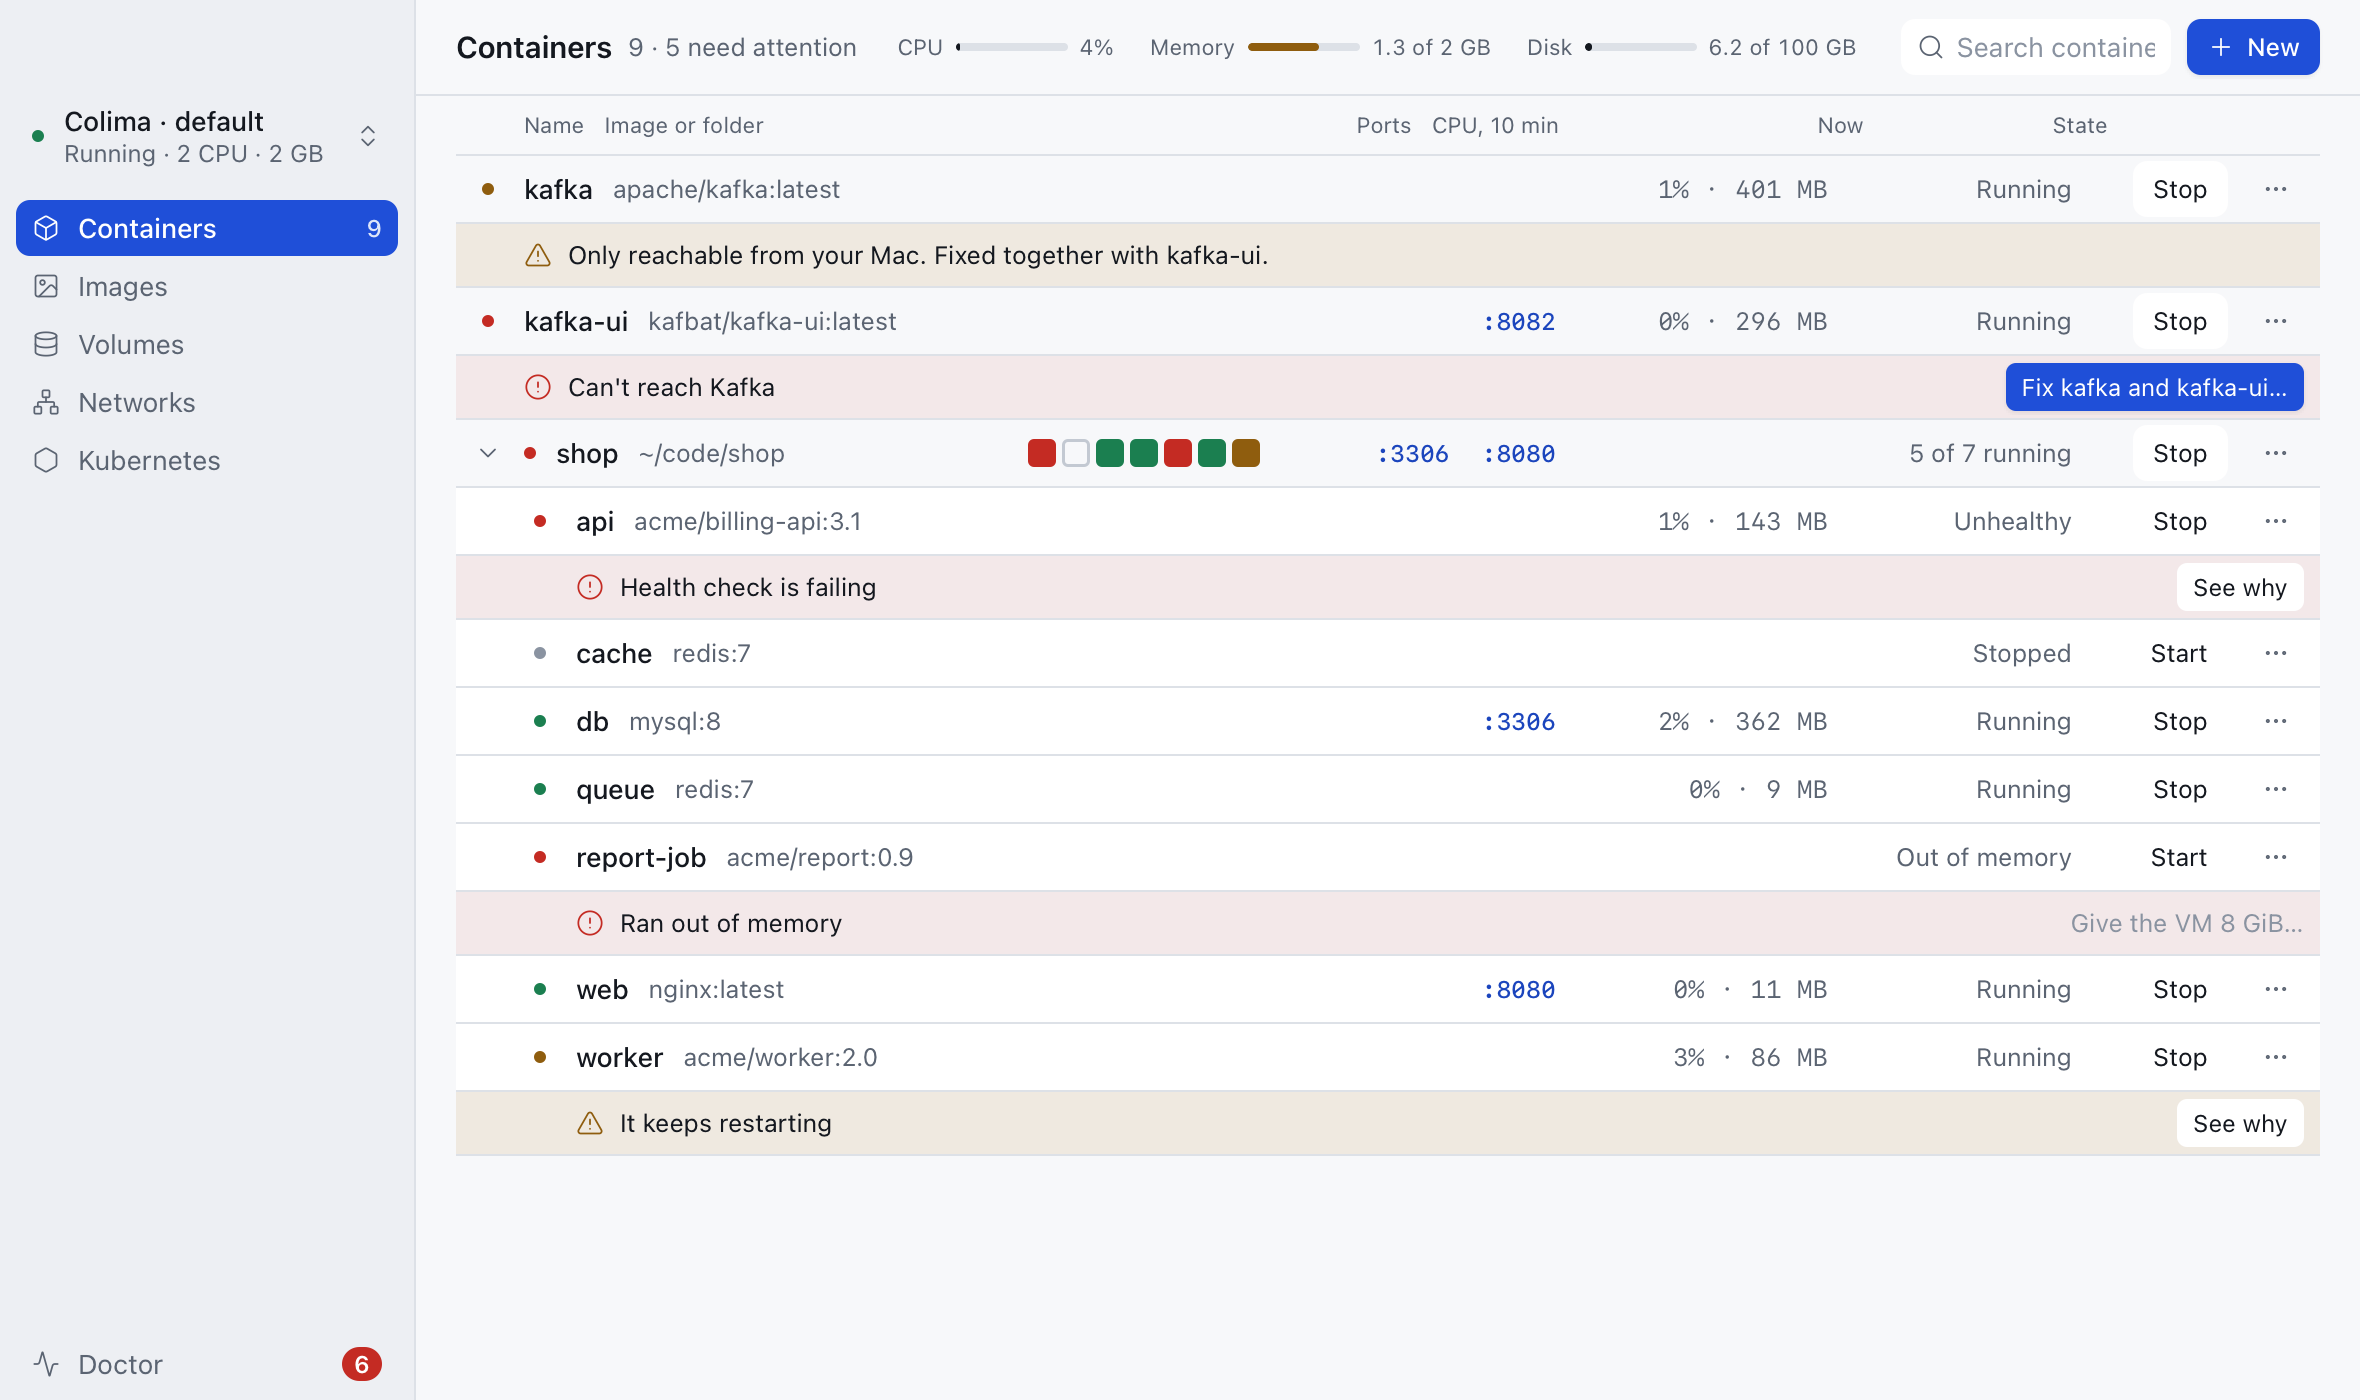 Colima · default
Running · 2 CPU · 2 GB
Containers 9
Images
Volumes
Networks
Kubernetes
Doctor 6
Containers 9 · 5 need attention CPU 4% Memory 1.3 of 2 GB Disk 6.2 of 100 GB Search containe + New
Name Image or folder Ports CPU, 10 min Now State
kafka apache/kafka:latest 1% · 401 MB Running Stop ···
Only reachable from your Mac. Fixed together with kafka-ui.
kafka-ui kafbat/kafka-ui:latest :8082 0% · 296 MB Running Stop ···
Can't reach Kafka Fix kafka and kafka-ui...
shop ~/code/shop :3306 :8080 5 of 7 running Stop ···
api acme/billing-api:3.1 1% · 143 MB Unhealthy Stop ···
Health check is failing See why
cache redis:7 Stopped Start ···
db mysql:8 :3306 2% · 362 MB Running Stop ···
queue redis:7 0% · 9 MB Running Stop ···
report-job acme/report:0.9 Out of memory Start ···
Ran out of memory Give the VM 8 GiB...
web nginx:latest :8080 0% · 11 MB Running Stop ···
worker acme/worker:2.0 3% · 86 MB Running Stop ···
It keeps restarting See why